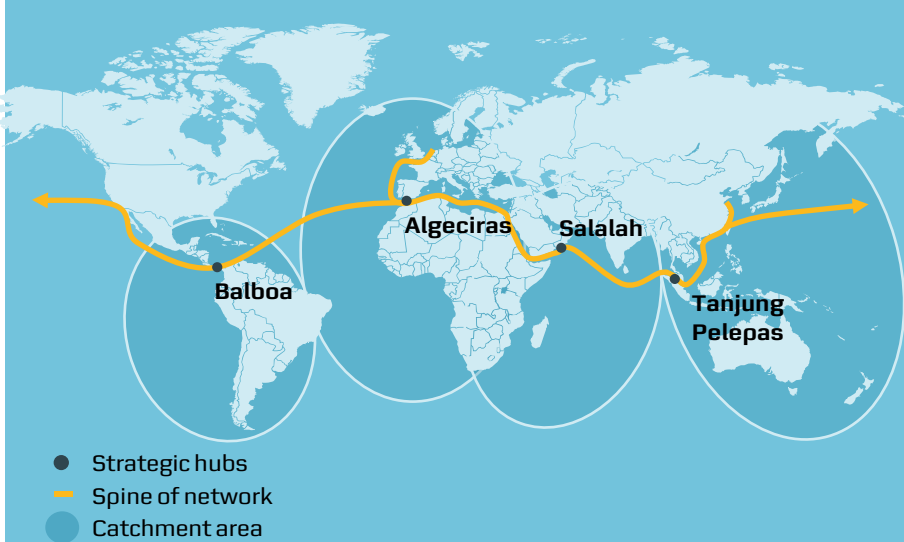 Algeciras
Salalah
Balboa
Tanjung
Pelepas
Strategic hubs
Spine of network
Catchment area